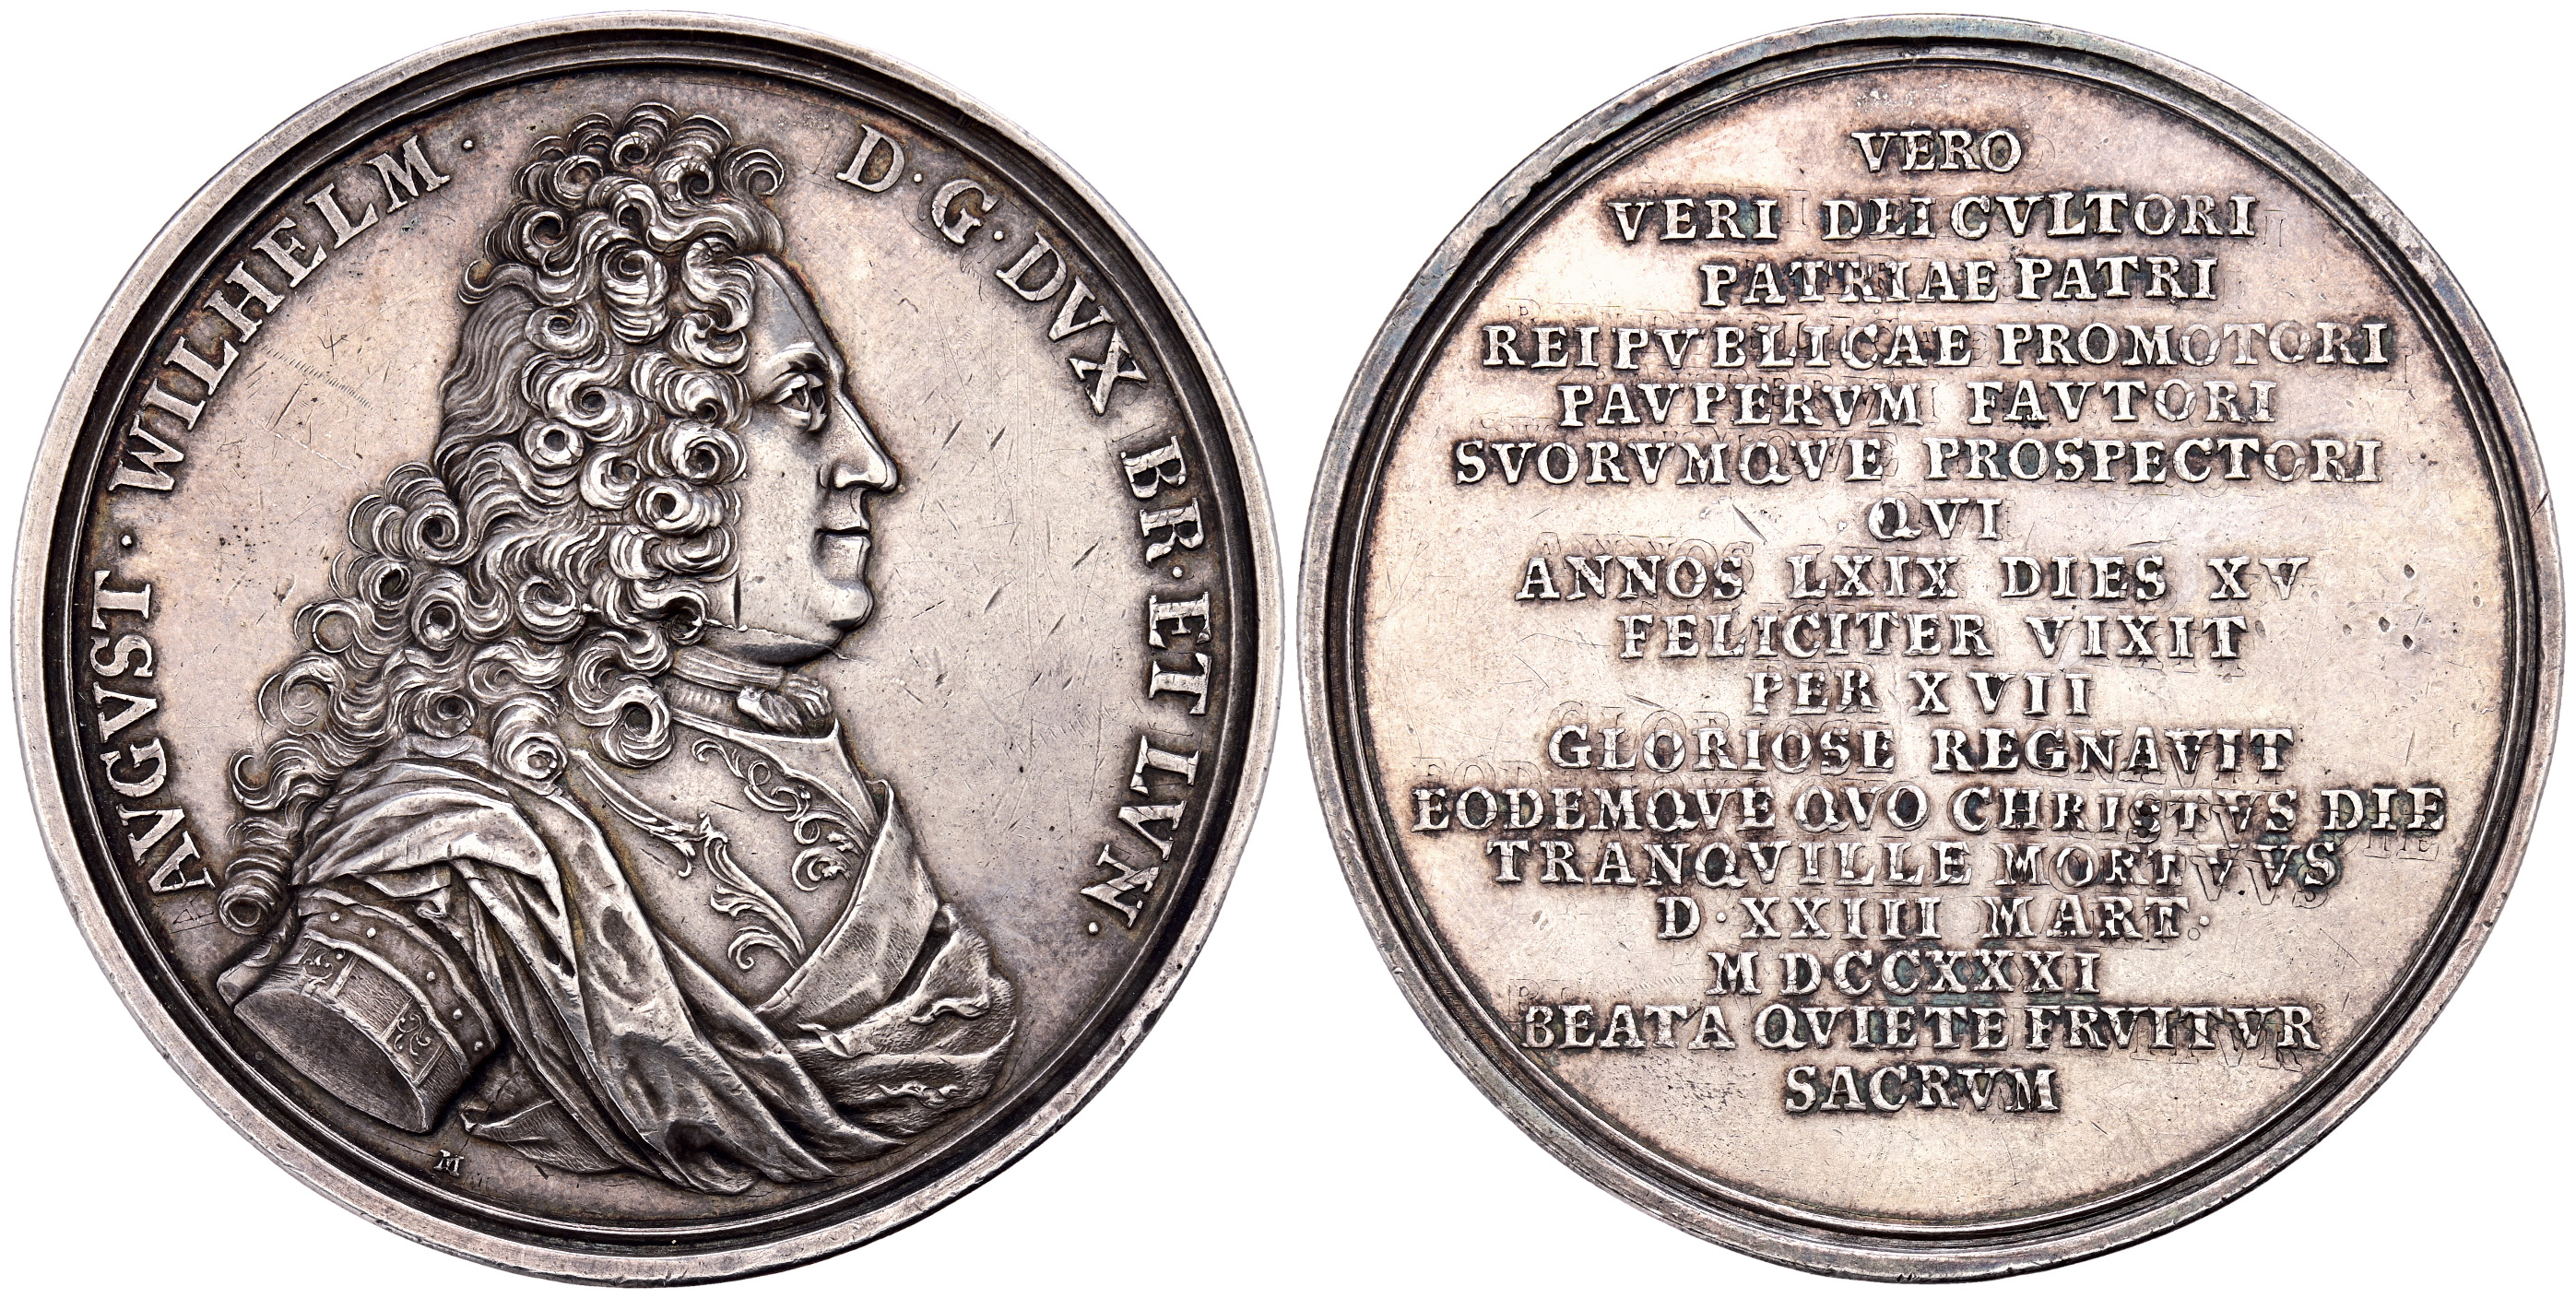 AVGVST · WILHELM · D · G · DVX BR · ET LVN ·
M
VERO
VERI DEI CVLTORI
PATRIAE PATRI
REIPVBLICAE PROMOTORI
PAVPERVM FAVTORI
SVORVMQVE PROSPECTORI
QVI
ANNOS LXIX DIES XV
FELICITER VIXIT
PER XVII
GLORIOSE REGNAVIT
EODEMQVE QVO CHRISTVS DIE
TRANQVILLE MORTVVS
D · XXIII MART ·
MDCCXXXI
BEATA QVIETE FRVITVR
SACRVM